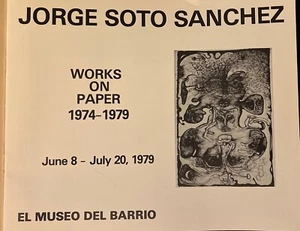 JORGE SOTO SANCHEZ
WORKS
ON
PAPER
1974-1979
June 8 - July 20, 1979
EL MUSEO DEL BARRIO